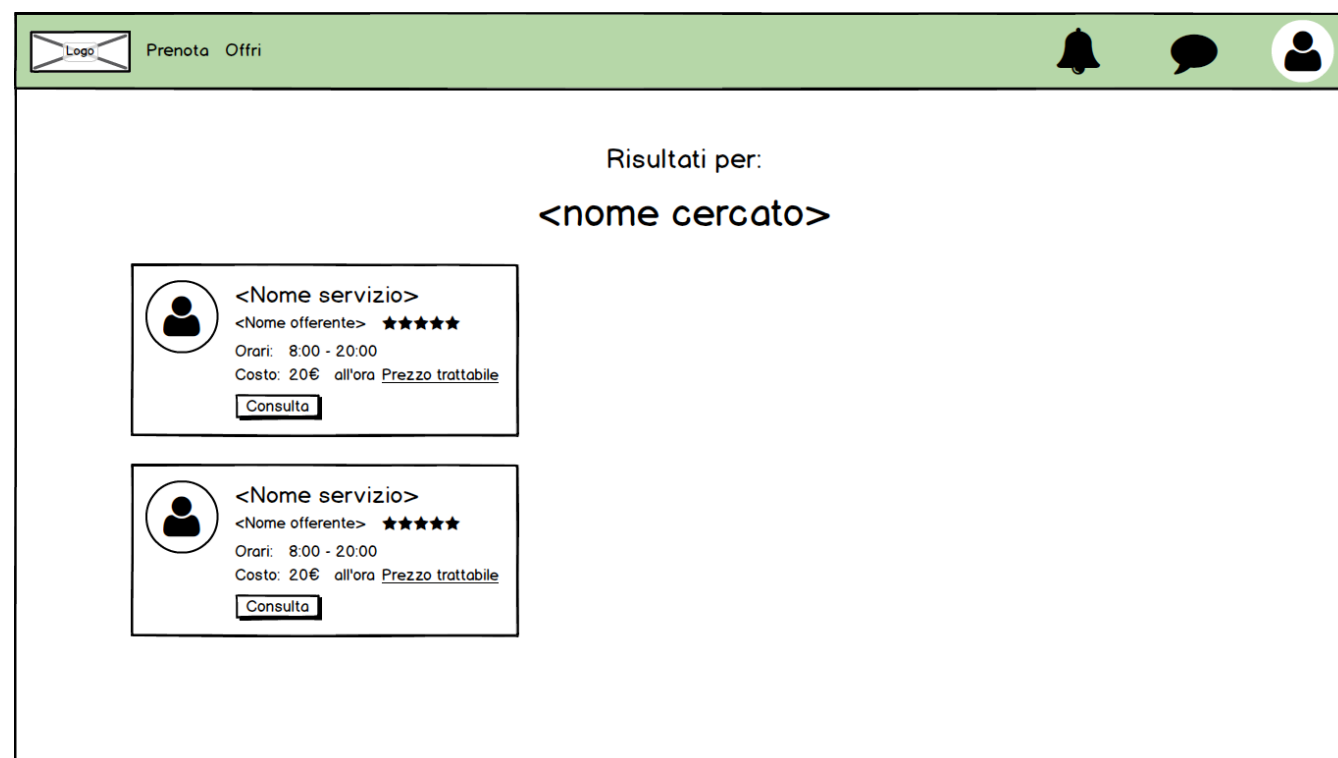 Logo Prenota Offri
Risultati per:
<nome cercato>
<Nome servizio>
<Nome offerente> ★★★★★
Orari: 8:00 - 20:00
Costo: 20€ all'ora Prezzo trattabile
Consulta
<Nome servizio>
<Nome offerente> ★★★★★
Orari: 8:00 - 20:00
Costo: 20€ all'ora Prezzo trattabile
Consulta